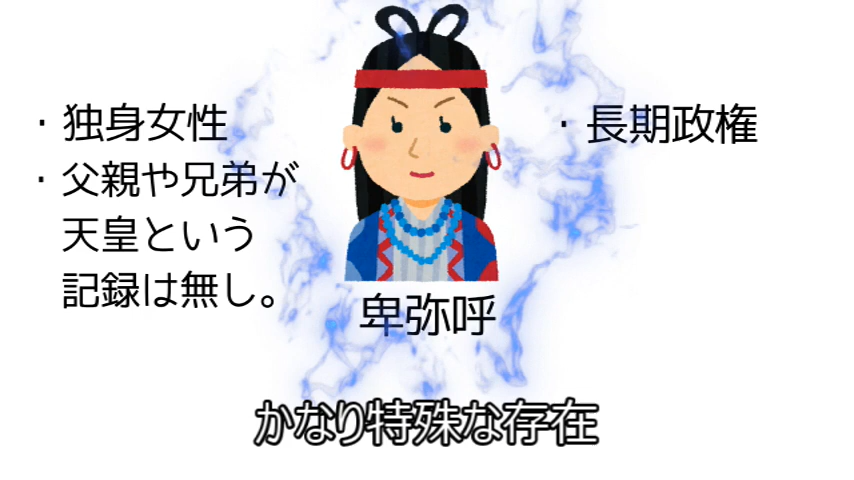 ・独身女性
・父親や兄弟が
天皇という
記録は無し。
・長期政権
卑弥呼
かなり特殊な存在